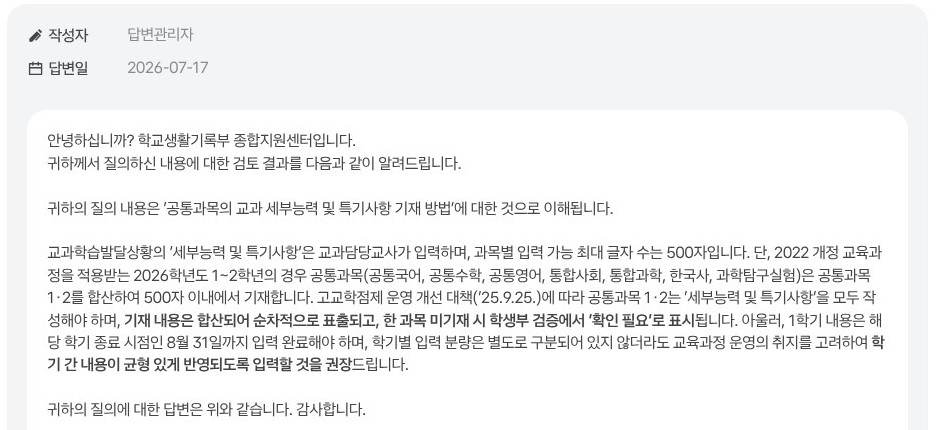 작성자 답변관리자
답변일 2026-07-17
안녕하십니까? 학교생활기록부 종합지원센터입니다.
귀하께서 질의하신 내용에 대한 검토 결과를 다음과 같이 알려드립니다.
귀하의 질의 내용은 '공통과목의 교과 세부능력 및 특기사항 기재 방법'에 대한 것으로 이해됩니다.
교과학습발달상황의 '세부능력 및 특기사항'은 교과담당교사가 입력하며, 과목별 입력 가능 최대 글자 수는 500자입니다. 단, 2022 개정 교육과
정을 적용받는 2026학년도 1~2학년의 경우 공통과목(공통국어, 공통수학, 공통영어, 통합사회, 통합과학, 한국사, 과학탐구실험)은 공통과목
1·2를 합산하여 500자 이내에서 기재합니다. 고교학점제 운영 개선 대책('25.9.25.)에 따라 공통과목 1·2는 '세부능력 및 특기사항'을 모두 작
성해야 하며, 기재 내용은 합산되어 순차적으로 표출되고, 한 과목 미기재 시 학생부 검증에서 '확인 필요'로 표시됩니다. 아울러, 1학기 내용은 해
당 학기 종료 시점인 8월 31일까지 입력 완료해야 하며, 학기별 입력 분량은 별도로 구분되어 있지 않더라도 교육과정 운영의 취지를 고려하여 학
기 간 내용이 균형 있게 반영되도록 입력할 것을 권장드립니다.
귀하의 질의에 대한 답변은 위와 같습니다. 감사합니다.